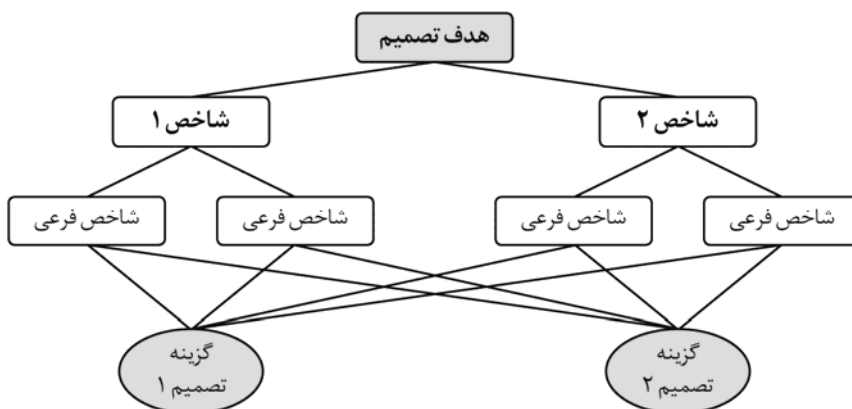 هدف تصمیم
شاخص ۲
شاخص ۱
شاخص فرعی
شاخص فرعی
شاخص فرعی
شاخص فرعی
گزینه
تصمیم ۲
گزینه
تصمیم ۱